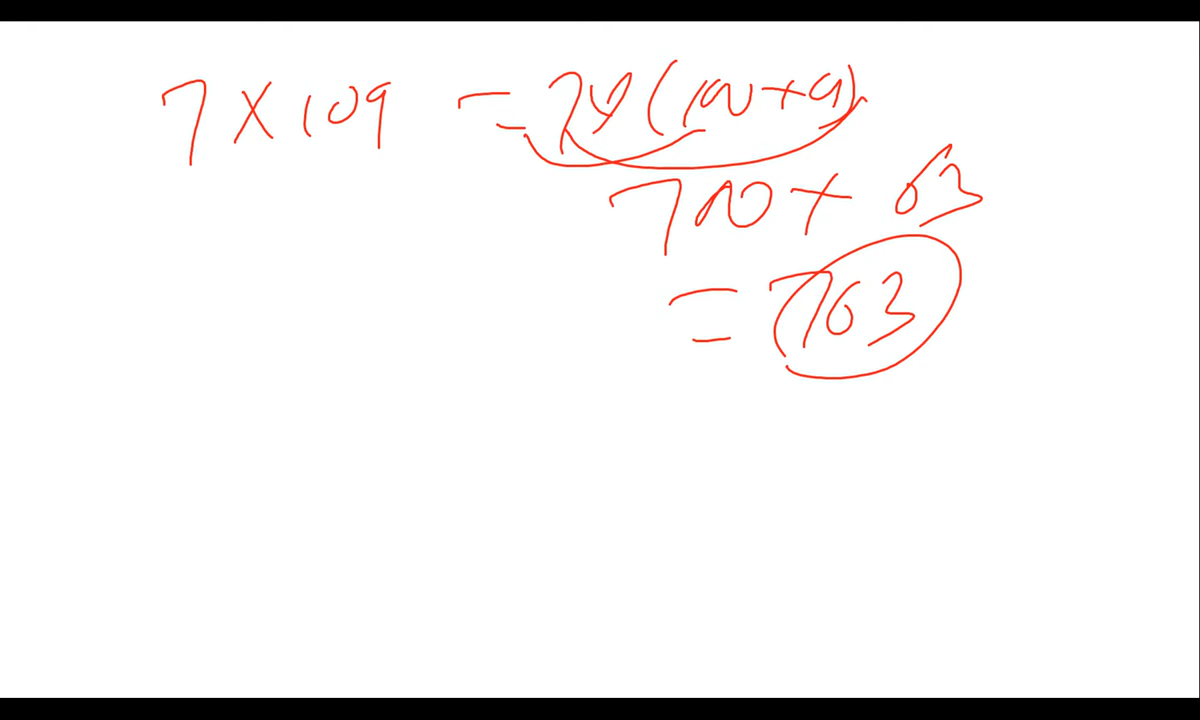 7 × 109 = 7 × (100 + 9)
700 + 63
= 763